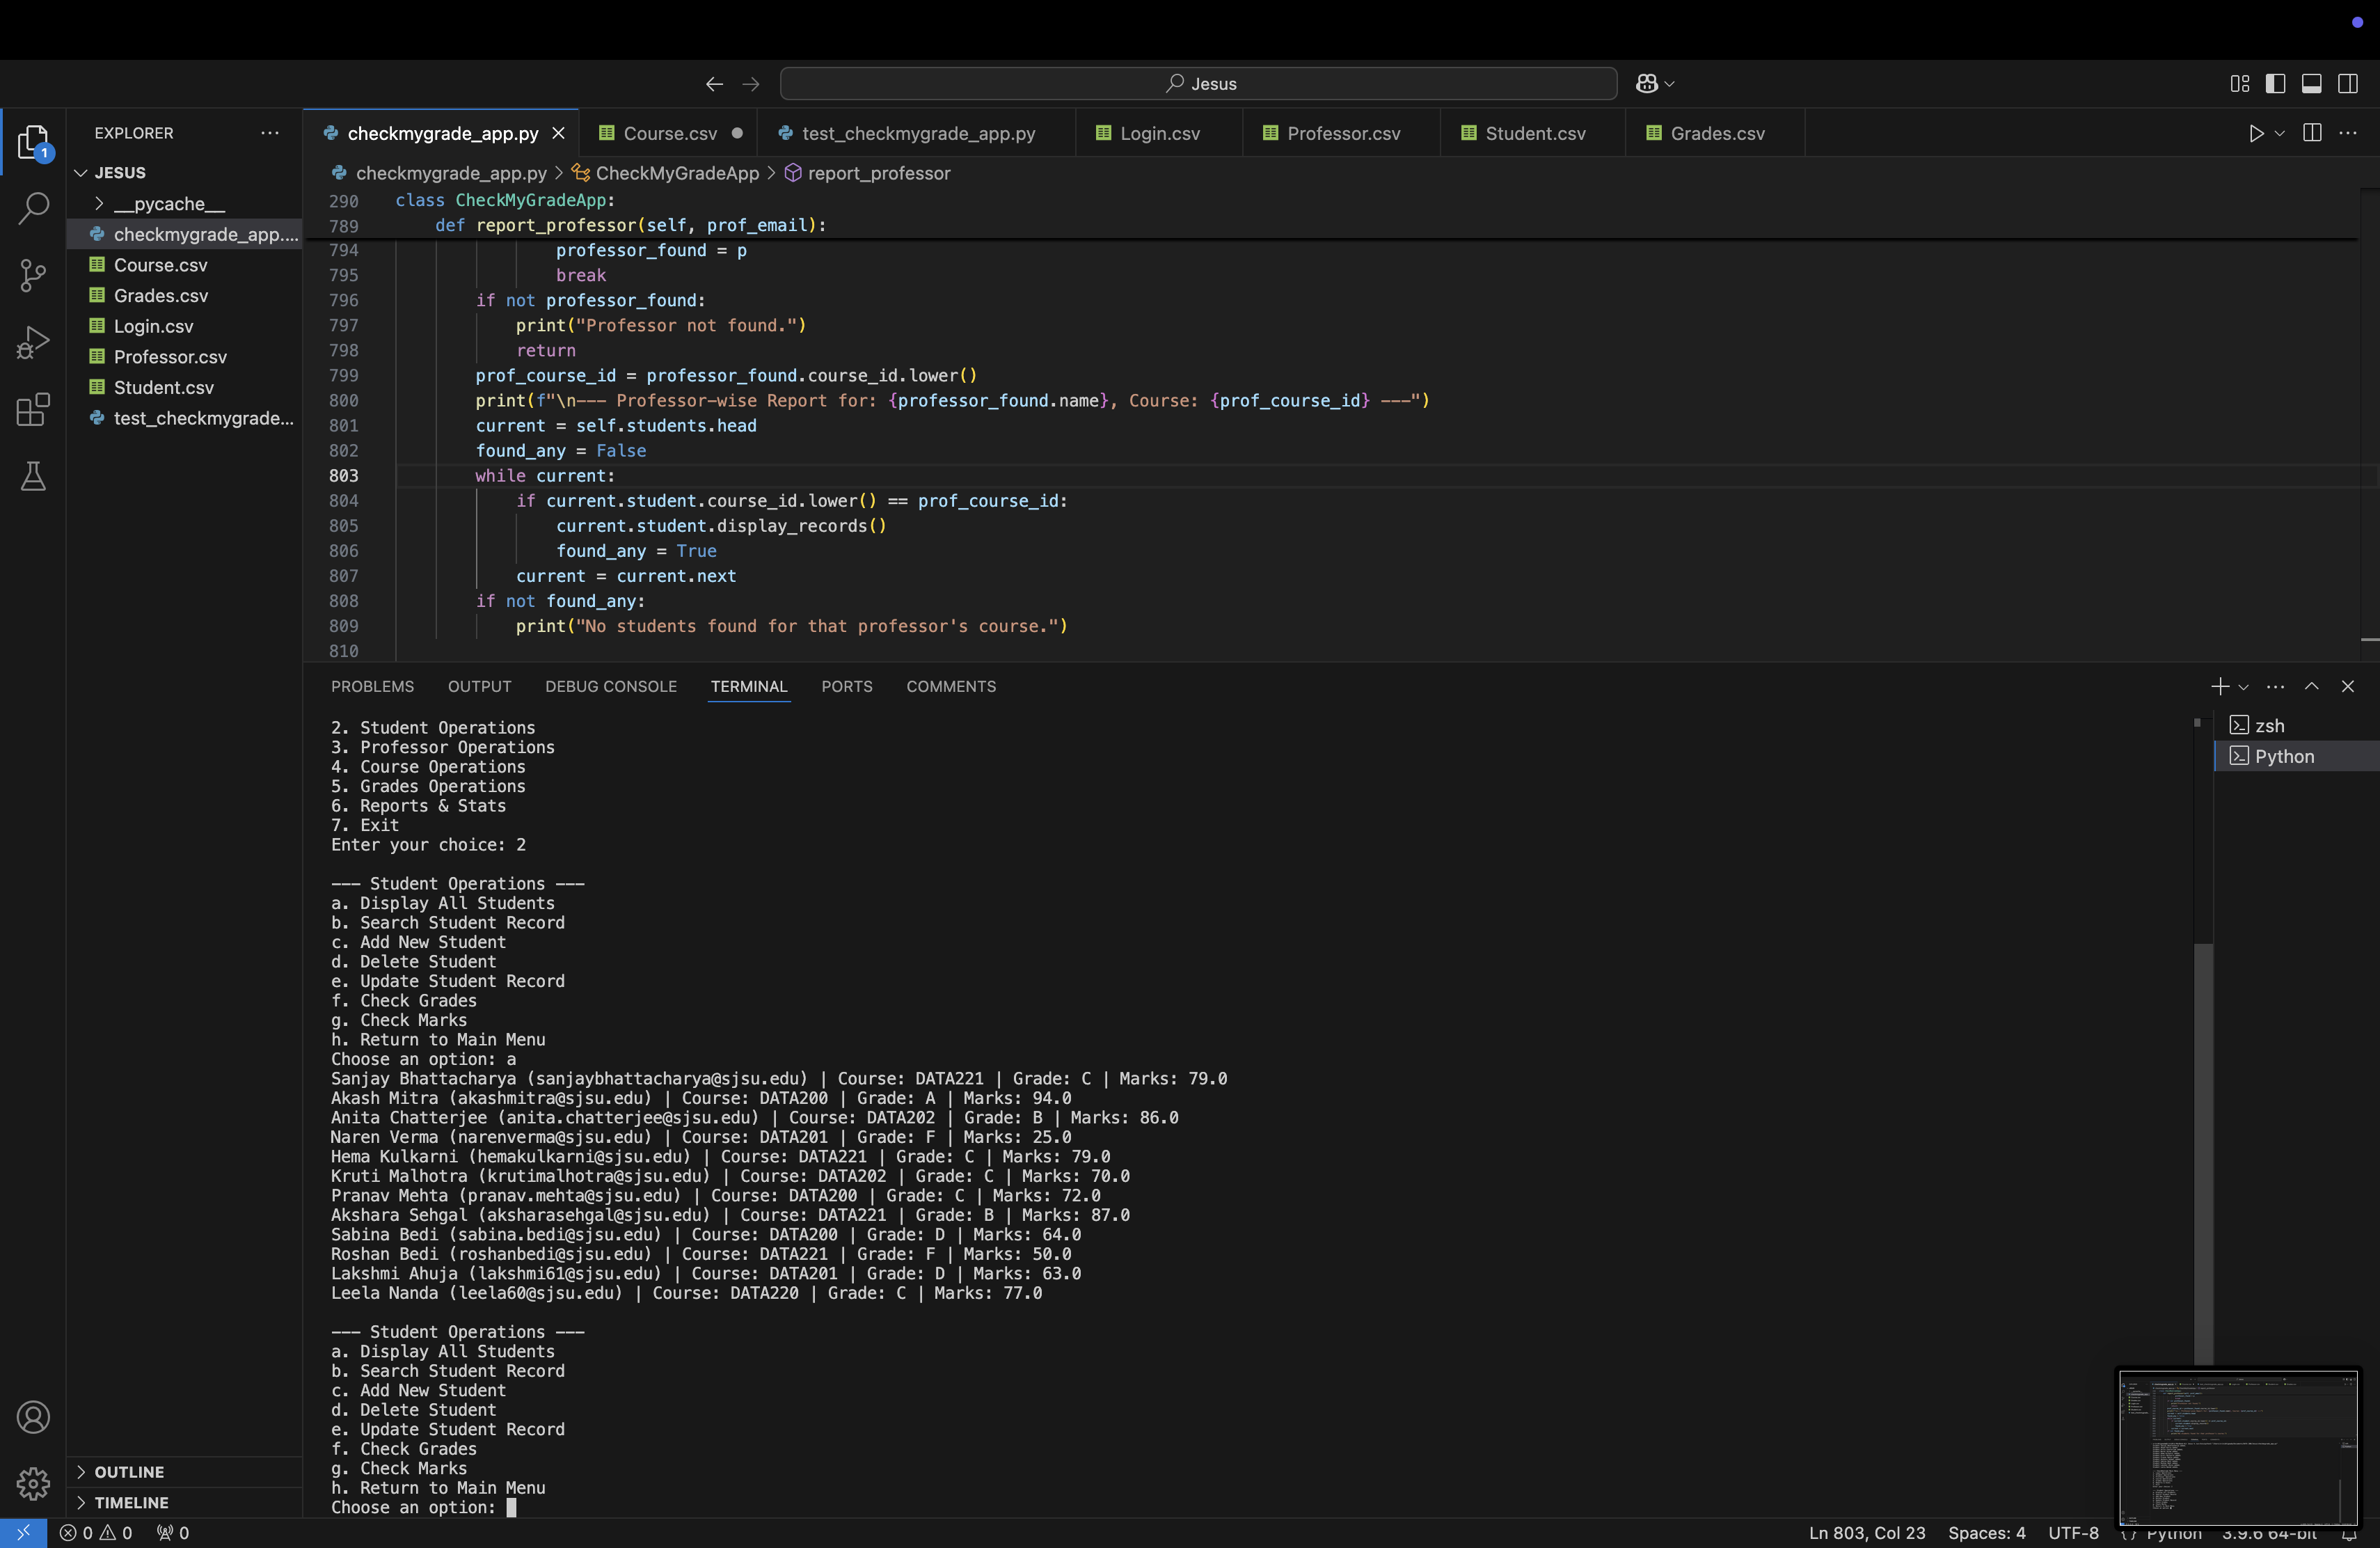 Jesus
EXPLORER
JESUS
__pycache__
checkmygrade_app....
Course.csv
Grades.csv
Login.csv
Professor.csv
Student.csv
test_checkmygrade...
OUTLINE
TIMELINE
1
checkmygrade_app.py
Course.csv
test_checkmygrade_app.py
Login.csv
Professor.csv
Student.csv
Grades.csv
checkmygrade_app.py > CheckMyGradeApp > report_professor
290 class CheckMyGradeApp:
789 def report_professor(self, prof_email):
794 professor_found = p
795 break
796 if not professor_found:
797 print("Professor not found.")
798 return
799 prof_course_id = professor_found.course_id.lower()
800 print(f"\n--- Professor-wise Report for: {professor_found.name}, Course: {prof_course_id} ---")
801 current = self.students.head
802 found_any = False
803 while current:
804 if current.student.course_id.lower() == prof_course_id:
805 current.student.display_records()
806 found_any = True
807 current = current.next
808 if not found_any:
809 print("No students found for that professor's course.")
810
PROBLEMS OUTPUT DEBUG CONSOLE TERMINAL PORTS COMMENTS
zsh
Python
2. Student Operations
3. Professor Operations
4. Course Operations
5. Grades Operations
6. Reports & Stats
7. Exit
Enter your choice: 2
--- Student Operations ---
a. Display All Students
b. Search Student Record
c. Add New Student
d. Delete Student
e. Update Student Record
f. Check Grades
g. Check Marks
h. Return to Main Menu
Choose an option: a
Sanjay Bhattacharya (sanjaybhattacharya@sjsu.edu) | Course: DATA221 | Grade: C | Marks: 79.0
Akash Mitra (akashmitra@sjsu.edu) | Course: DATA200 | Grade: A | Marks: 94.0
Anita Chatterjee (anita.chatterjee@sjsu.edu) | Course: DATA202 | Grade: B | Marks: 86.0
Naren Verma (narenverma@sjsu.edu) | Course: DATA201 | Grade: F | Marks: 25.0
Hema Kulkarni (hemakulkarni@sjsu.edu) | Course: DATA221 | Grade: C | Marks: 79.0
Kruti Malhotra (krutimalhotra@sjsu.edu) | Course: DATA202 | Grade: C | Marks: 70.0
Pranav Mehta (pranav.mehta@sjsu.edu) | Course: DATA200 | Grade: C | Marks: 72.0
Akshara Sehgal (aksharasehgal@sjsu.edu) | Course: DATA221 | Grade: B | Marks: 87.0
Sabina Bedi (sabina.bedi@sjsu.edu) | Course: DATA200 | Grade: D | Marks: 64.0
Roshan Bedi (roshanbedi@sjsu.edu) | Course: DATA221 | Grade: F | Marks: 50.0
Lakshmi Ahuja (lakshmi61@sjsu.edu) | Course: DATA201 | Grade: D | Marks: 63.0
Leela Nanda (leela60@sjsu.edu) | Course: DATA220 | Grade: C | Marks: 77.0
--- Student Operations ---
a. Display All Students
b. Search Student Record
c. Add New Student
d. Delete Student
e. Update Student Record
f. Check Grades
g. Check Marks
h. Return to Main Menu
Choose an option:
0 0 0
Ln 803, Col 23 Spaces: 4 UTF-8 {} Python 3.9.6 64-bit